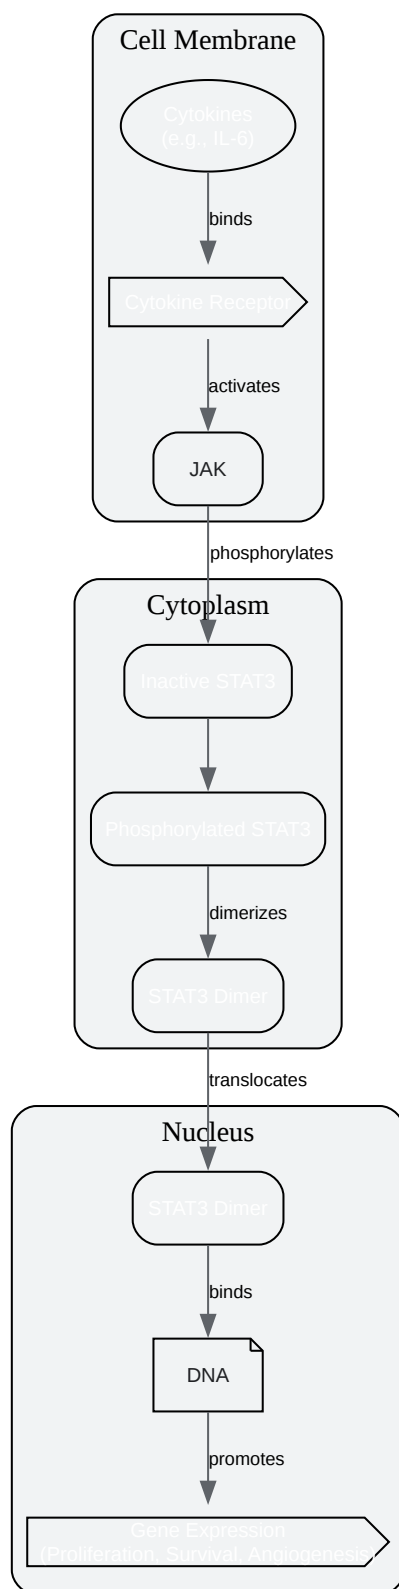 Cell Membrane
Cytokines
(e.g., IL-6)
binds
Cytokine Receptor
activates
JAK
phosphorylates
Cytoplasm
Inactive STAT3
Phosphorylated STAT3
dimerizes
STAT3 Dimer
translocates
Nucleus
STAT3 Dimer
binds
DNA
promotes
Gene Expression
(Proliferation, Survival, Angiogenesis)